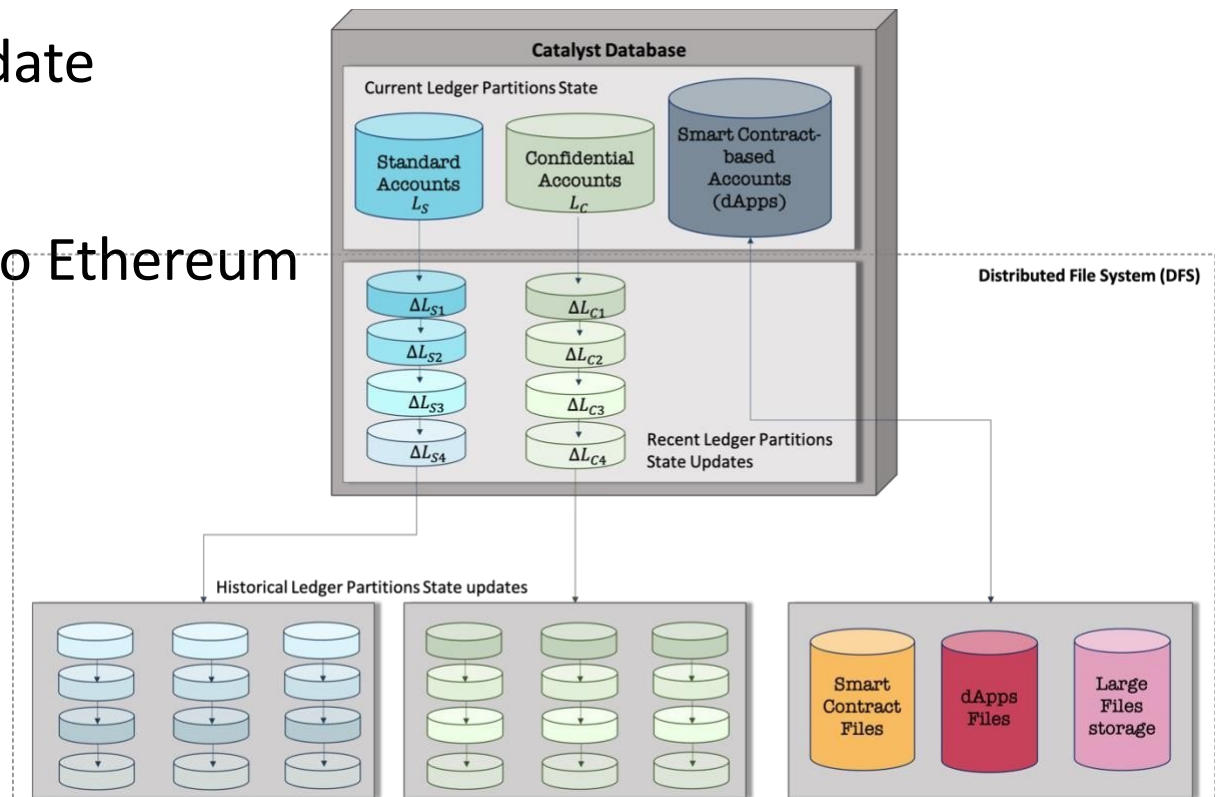 date
o Ethereum
Catalyst Database
Current Ledger Partitions State
Standard
Accounts
L_S
Confidential
Accounts
L_C
Smart Contract-
based
Accounts
(dApps)
Distributed File System (DFS)
ΔL_S1
ΔL_S2
ΔL_S3
ΔL_S4
ΔL_C1
ΔL_C2
ΔL_C3
ΔL_C4
Recent Ledger Partitions
State Updates
Historical Ledger Partitions State updates
Smart
Contract
Files
dApps
Files
Large
Files
storage